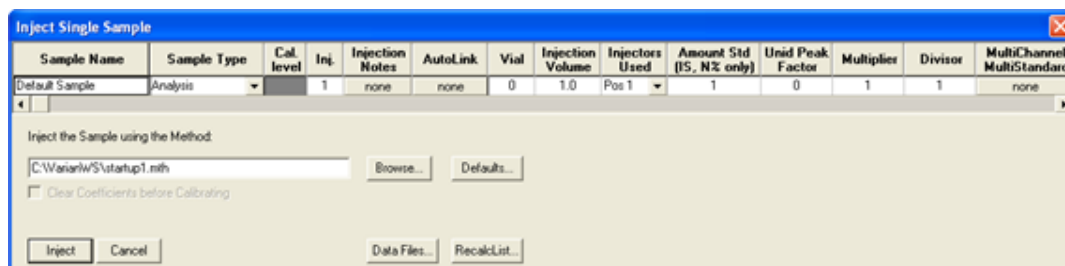 Inject Single Sample
Sample Name Sample Type Cal. level Inj. Injection Notes AutoLink Vial Injection Volume Injectors Used Amount Std (IS, N% only) Unid Peak Factor Multiplier Divisor MultiChannel MultiStandard
Default Sample Analysis 1 none none 0 1.0 Pos 1 1 0 1 1 none
Inject the Sample using the Method:
C:\VarianWS\startup1.mth Browse... Defaults...
Clear Coefficients before Calibrating
Inject Cancel Data Files... RecalcList...